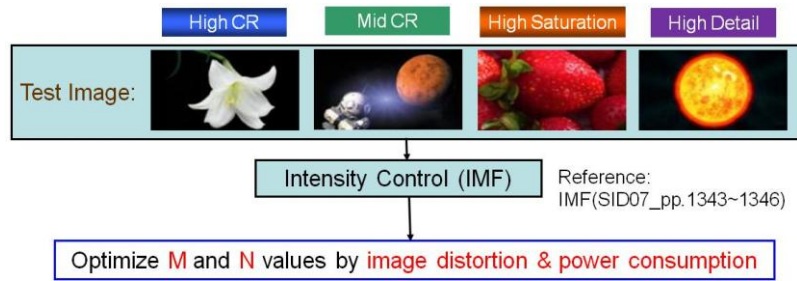 High CR
Mid CR
High Saturation
High Detail
Test Image:
Intensity Control (IMF)
Reference:
IMF(SID07_pp.1343~1346)
Optimize M and N values by image distortion & power consumption